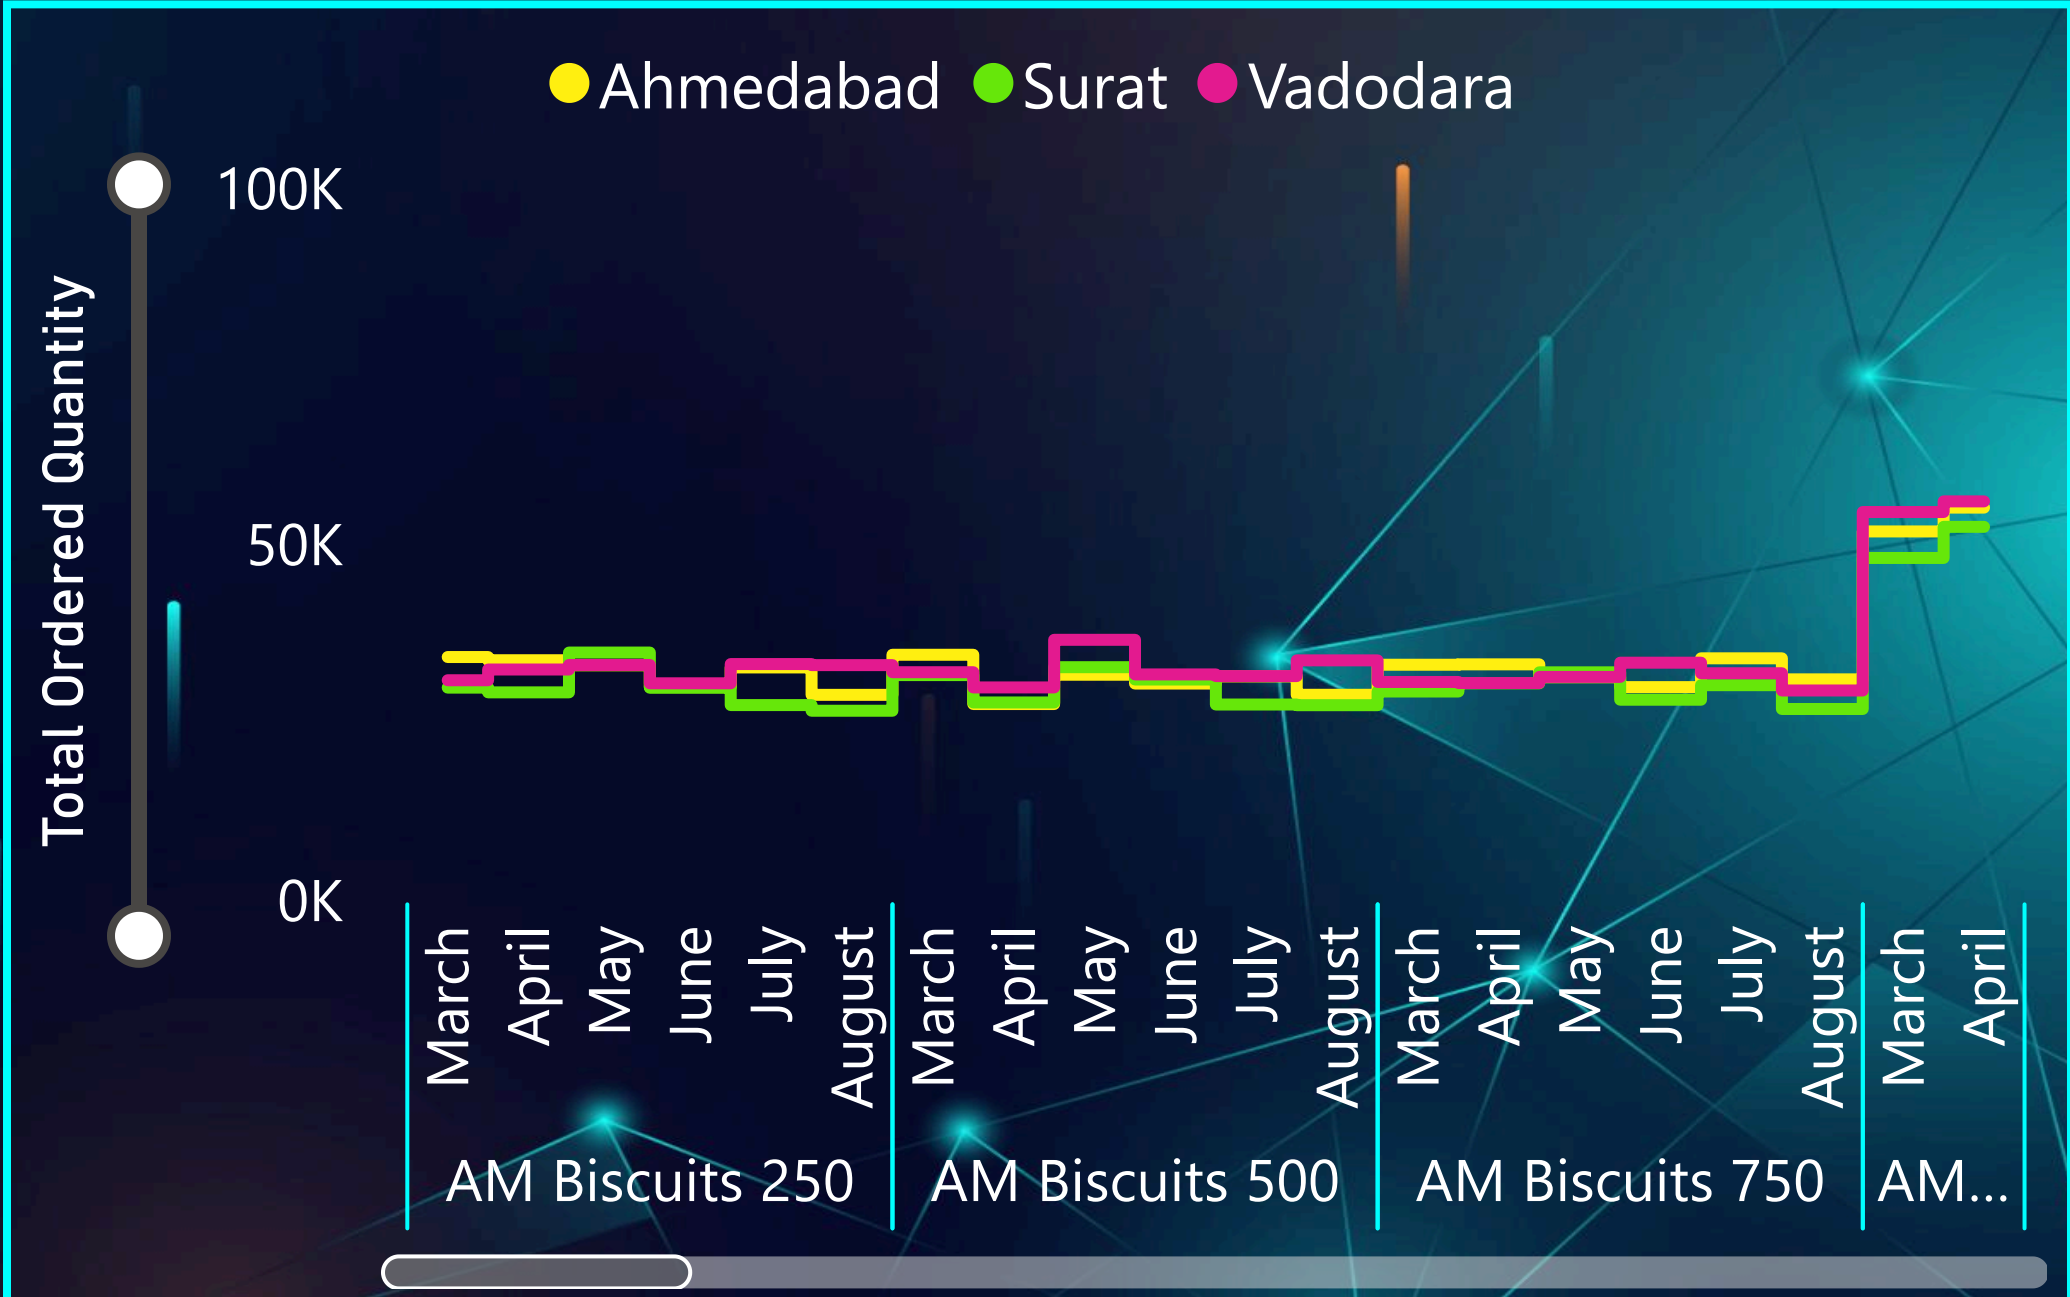 Ahmedabad Surat Vadodara
Total Ordered Quantity
100K
50K
0K
March April May June July August March April May June July August March April May June July August March April
AM Biscuits 250 AM Biscuits 500 AM Biscuits 750 AM...